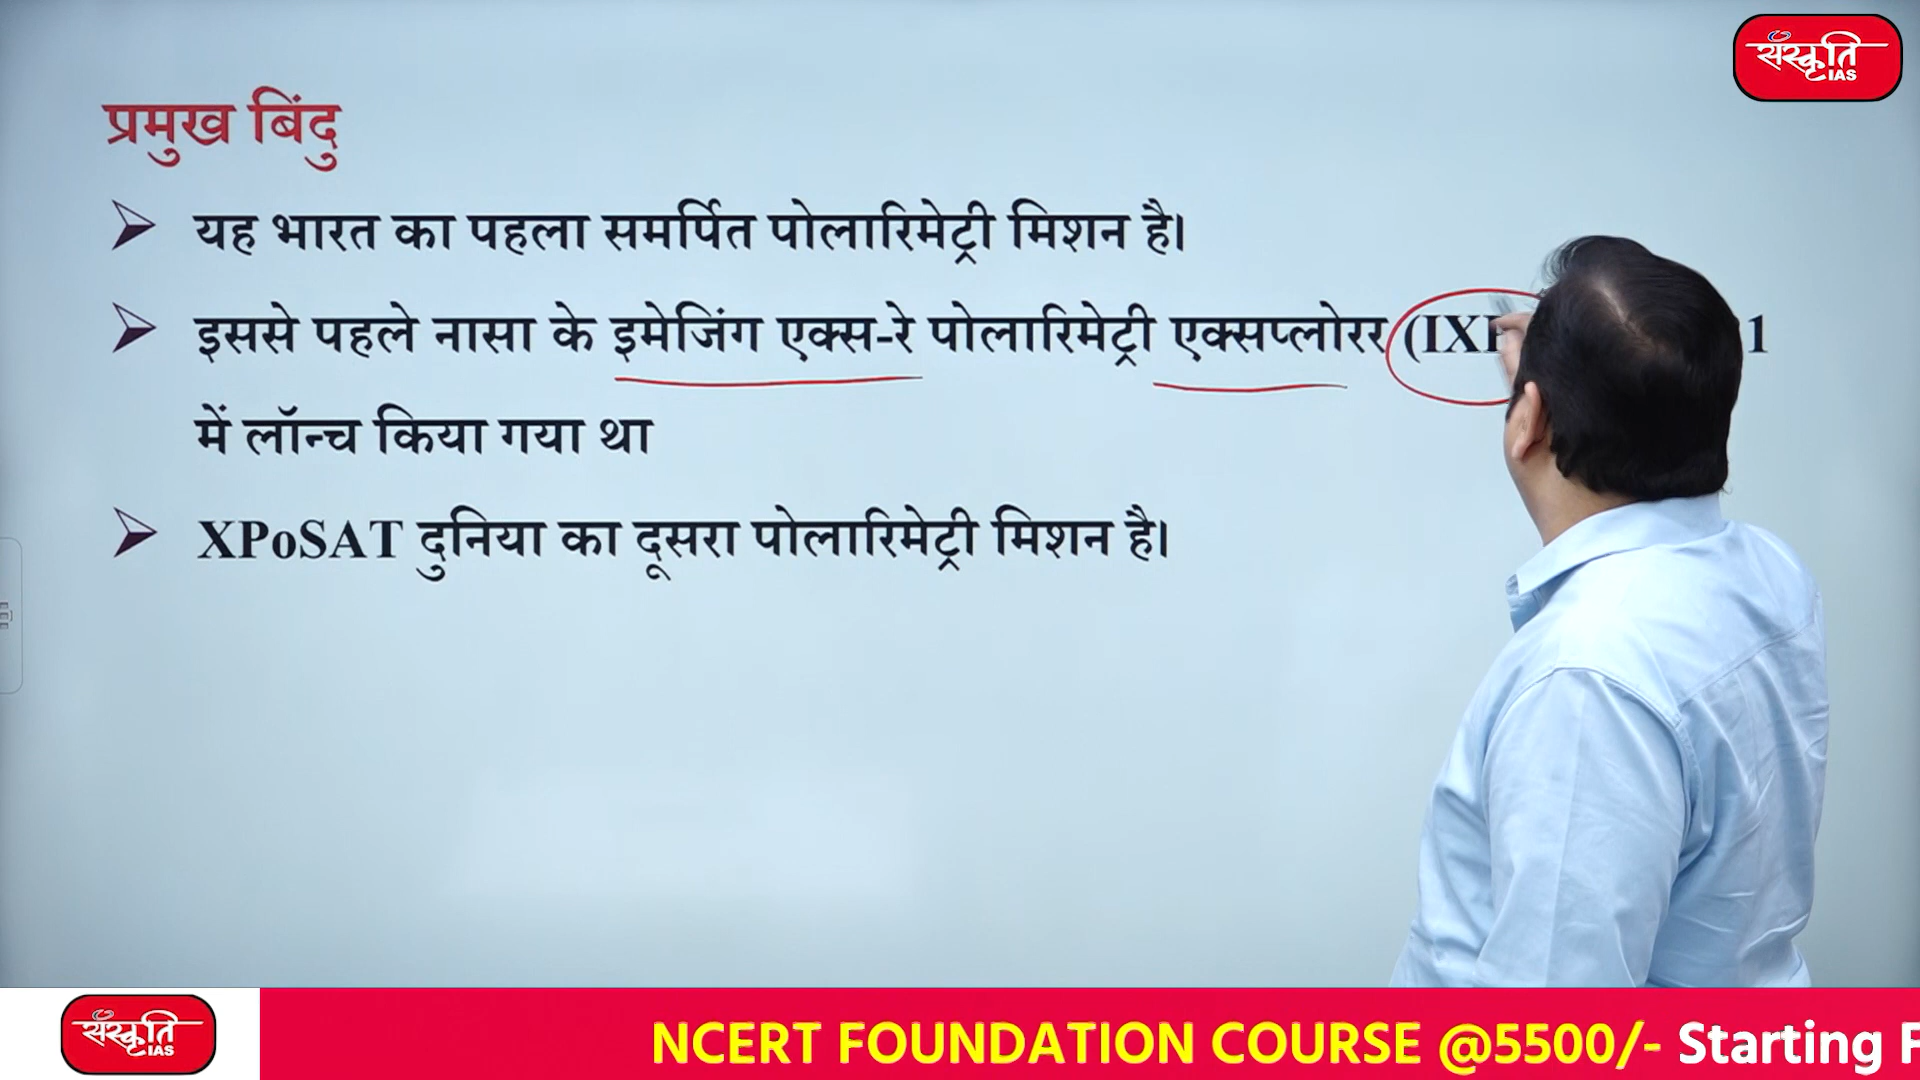 संस्कृति
IAS
प्रमुख बिंदु
यह भारत का पहला समर्पित पोलारिमेट्री मिशन है।
इससे पहले नासा के इमेजिंग एक्स-रे पोलारिमेट्री एक्सप्लोरर
में लॉन्च किया गया था
XPoSAT दुनिया का दूसरा पोलारिमेट्री मिशन है।
संस्कृति
IAS
NCERT FOUNDATION COURSE @5500/- Starting